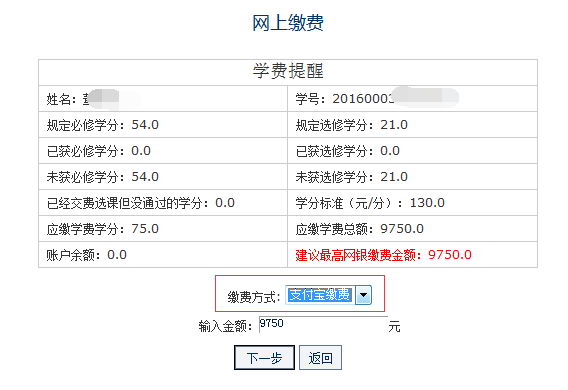 网上缴费
学费提醒
姓名: 学号: 20160003
规定必修学分: 54.0 规定选修学分: 21.0
已获必修学分: 0.0 已获选修学分: 0.0
未获必修学分: 54.0 未获选修学分: 21.0
已经交费选课但没通过的学分: 0.0 学分标准（元/分）: 130.0
应缴学费学分: 75.0 应缴学费总额: 9750.0
账户余额: 0.0 建议最高网银缴费金额: 9750.0
缴费方式: 支付宝缴费
输入金额: 9750 元
下一步 返回